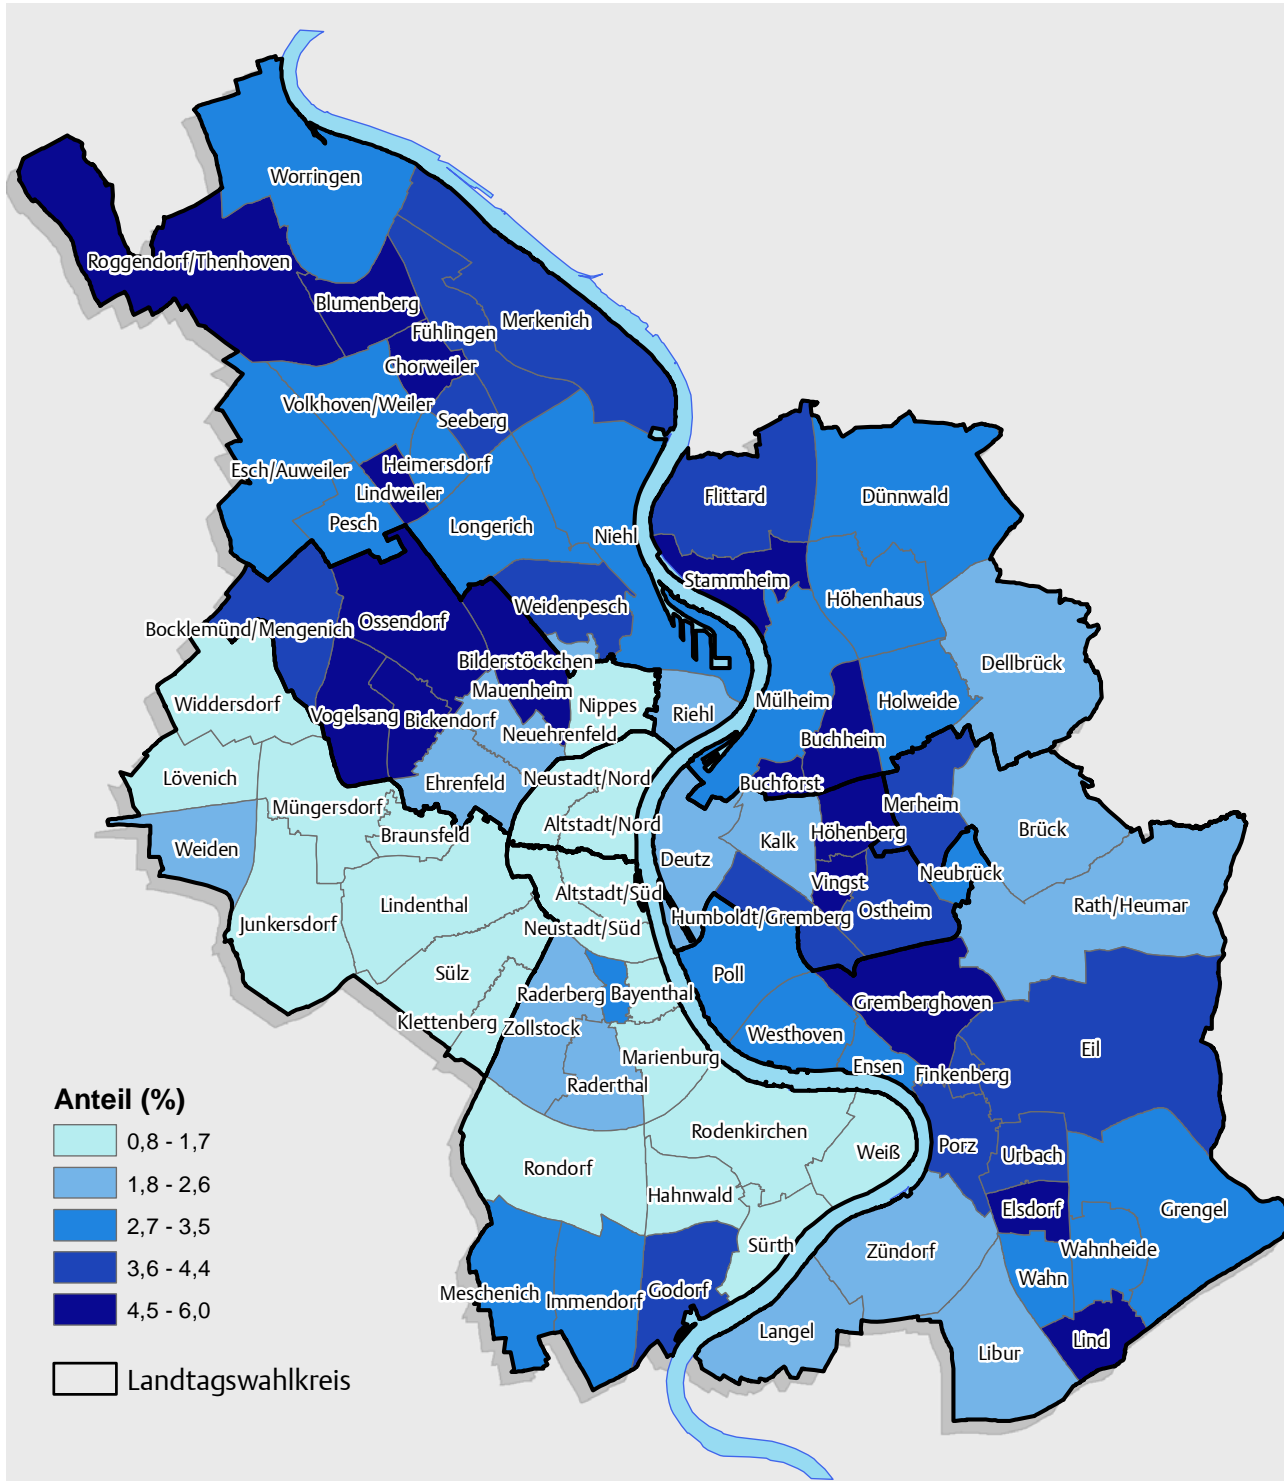 Worringen
Roggendorf/Thenhoven
Blumenberg
Fühlingen
Merkenich
Chorweiler
Volkhoven/Weiler
Seeberg
Esch/Auweiler
Heimersdorf
Lindweiler
Pesch
Longerich
Niehl
Flittard
Dünnwald
Stammheim
Höhenhaus
Weidenpesch
Ossendorf
Bocklemünd/Mengenich
Bilderstöckchen
Mauenheim
Dellbrück
Widdersdorf
Vogelsang
Bickendorf
Nippes
Riehl
Mülheim
Holweide
Neuehrenfeld
Buchheim
Lövenich
Ehrenfeld
Neustadt/Nord
Buchforst
Müngersdorf
Merheim
Braunsfeld
Altstadt/Nord
Höhenberg
Brück
Weiden
Kalk
Deutz
Neubrück
Vingst
Altstadt/Süd
Lindenthal
Junkersdorf
Neustadt/Süd
Humboldt/Gremberg
Ostheim
Rath/Heumar
Sülz
Poll
Raderberg
Bayenthal
Gremberghoven
Klettenberg
Zollstock
Westhoven
Marienburg
Eil
Ensen
Finkenberg
Raderthal
Rodenkirchen
Weiß
Porz
Urbach
Rondorf
Hahnwald
Elsdorf
Grengel
Sürth
Zündorf
Wahnheide
Wahn
Meschenich
Immendorf
Godorf
Langel
Libur
Lind
Anteil (%)
0,8 - 1,7
1,8 - 2,6
2,7 - 3,5
3,6 - 4,4
4,5 - 6,0
Landtagswahlkreis